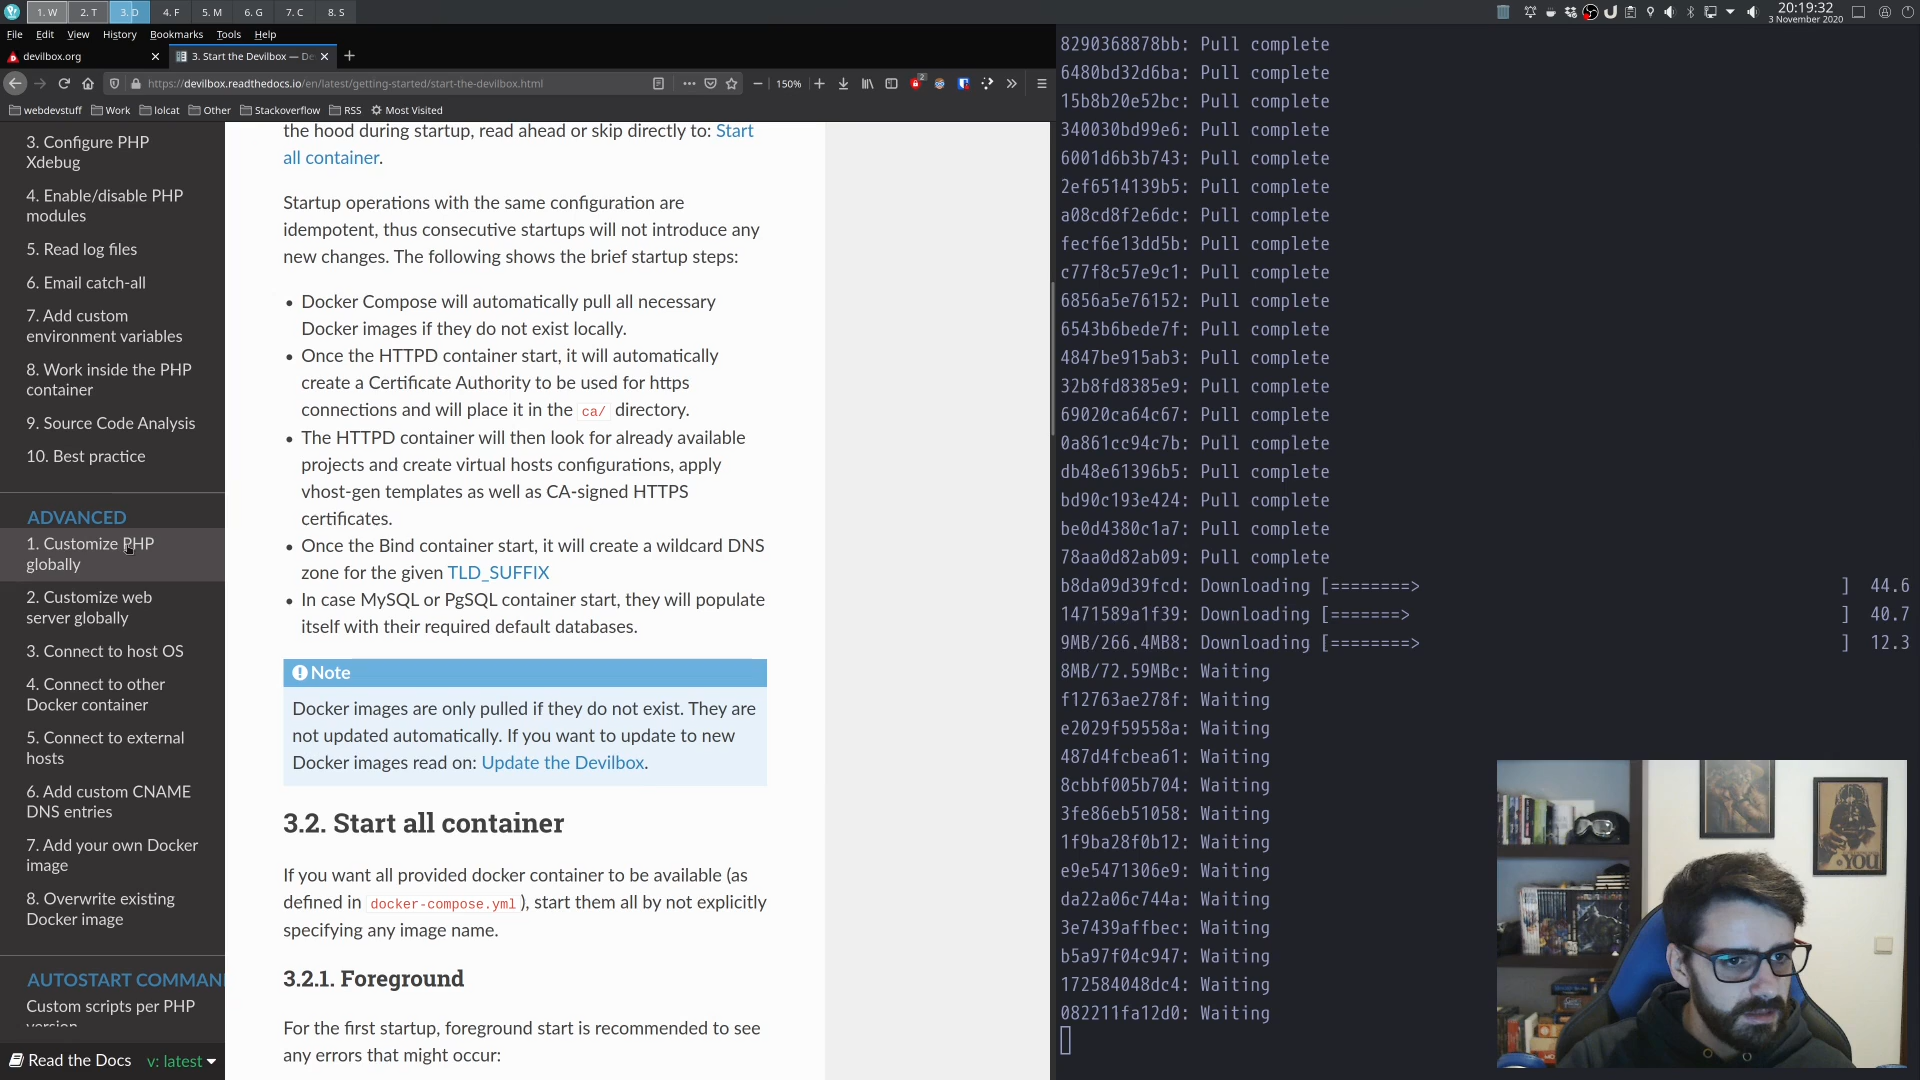 1. W
2. T
3. D
4. F
5. M
6. G
7. C
8. S
20:19:32
3 November 2020
File Edit View History Bookmarks Tools Help
devilbox.org
3. Start the Devilbox — De
https://devilbox.readthedocs.io/en/latest/getting-started/start-the-devilbox.html
150%
2
webdevstuff Work lolcat Other Stackoverflow RSS Most Visited
3. Configure PHP
Xdebug
4. Enable/disable PHP
modules
5. Read log files
6. Email catch-all
7. Add custom
environment variables
8. Work inside the PHP
container
9. Source Code Analysis
10. Best practice
ADVANCED
1. Customize PHP
globally
2. Customize web
server globally
3. Connect to host OS
4. Connect to other
Docker container
5. Connect to external
hosts
6. Add custom CNAME
DNS entries
7. Add your own Docker
image
8. Overwrite existing
Docker image
AUTOSTART COMMAN
Custom scripts per PHP
version
Read the Docs
v: latest
the hood during startup, read ahead or skip directly to: Start
all container.
Startup operations with the same configuration are
idempotent, thus consecutive startups will not introduce any
new changes. The following shows the brief startup steps:
• Docker Compose will automatically pull all necessary
Docker images if they do not exist locally.
• Once the HTTPD container start, it will automatically
create a Certificate Authority to be used for https
connections and will place it in the ca/ directory.
• The HTTPD container will then look for already available
projects and create virtual hosts configurations, apply
vhost-gen templates as well as CA-signed HTTPS
certificates.
• Once the Bind container start, it will create a wildcard DNS
zone for the given TLD_SUFFIX
• In case MySQL or PgSQL container start, they will populate
itself with their required default databases.
Note
Docker images are only pulled if they do not exist. They are
not updated automatically. If you want to update to new
Docker images read on: Update the Devilbox.
3.2. Start all container
If you want all provided docker container to be available (as
defined in docker-compose.yml ), start them all by not explicitly
specifying any image name.
3.2.1. Foreground
For the first startup, foreground start is recommended to see
any errors that might occur:
8290368878bb: Pull complete
6480bd32d6ba: Pull complete
15b8b20e52bc: Pull complete
340030bd99e6: Pull complete
6001d6b3b743: Pull complete
2ef6514139b5: Pull complete
a08cd8f2e6dc: Pull complete
fecf6e13dd5b: Pull complete
c77f8c57e9c1: Pull complete
6856a5e76152: Pull complete
6543b6bede7f: Pull complete
4847be915ab3: Pull complete
32b8fd8385e9: Pull complete
69020ca64c67: Pull complete
0a861cc94c7b: Pull complete
db48e61396b5: Pull complete
bd90c193e424: Pull complete
be0d4380c1a7: Pull complete
78aa0d82ab09: Pull complete
b8da09d39fcd: Downloading [========> ] 44.6
1471589a1f39: Downloading [=======> ] 40.7
9MB/266.4MB8: Downloading [========> ] 12.3
8MB/72.59MBc: Waiting
f12763ae278f: Waiting
e2029f59558a: Waiting
487d4fcbea61: Waiting
8cbbf005b704: Waiting
3fe86eb51058: Waiting
1f9ba28f0b12: Waiting
e9e5471306e9: Waiting
da22a06c744a: Waiting
3e7439affbec: Waiting
b5a97f04c947: Waiting
172584048dc4: Waiting
082211fa12d0: Waiting
YOU